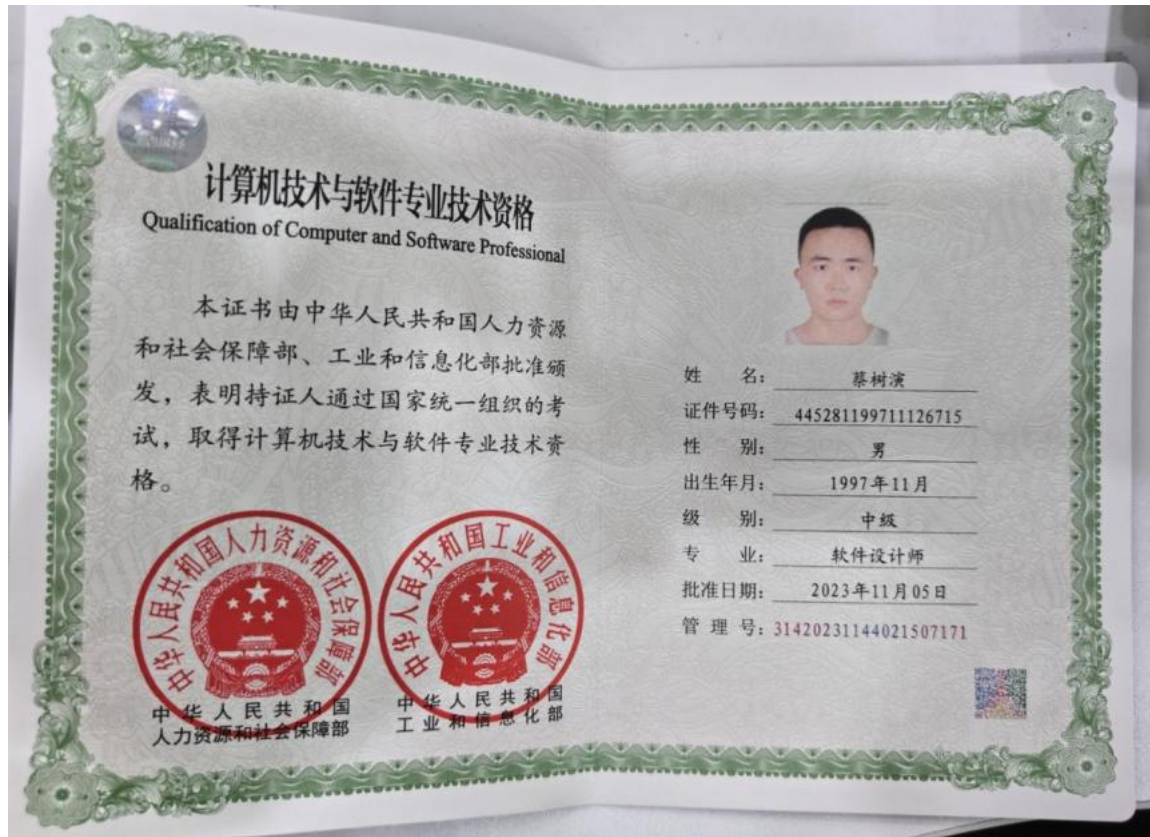 计算机技术与软件专业技术资格
Qualification of Computer and Software Professional
本证书由中华人民共和国人力资源
和社会保障部、工业和信息化部批准颁
发，表明持证人通过国家统一组织的考
试，取得计算机技术与软件专业技术资
格。
中华人民共和国人力资源和社会保障部
中华人民共和国工业和信息化部
中华人民共和国
人力资源和社会保障部
中华人民共和国
工业和信息化部
姓名：蔡树演
证件号码：445281199711126715
性别：男
出生年月：1997年11月
级别：中级
专业：软件设计师
批准日期：2023年11月05日
管理号：31420231144021507171